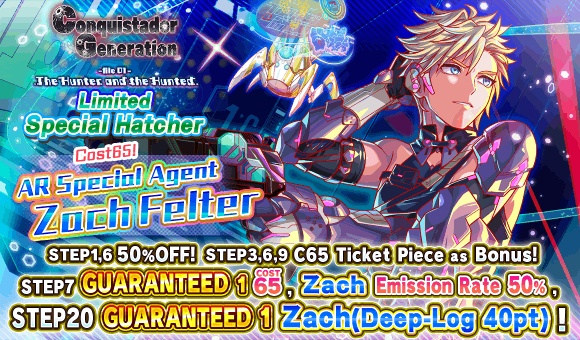 Conquistador
Generation
-File 01-
The Hunter and the Hunted.
Limited
Special Hatcher
Cost65!
AR Special Agent
Zach Felter
STEP1,6 50%OFF! STEP3,6,9 C65 Ticket Piece as Bonus!
STEP7 GUARANTEED 1 COST 65, Zach Emission Rate 50%,
STEP20 GUARANTEED 1 Zach(Deep-Log 40pt)!